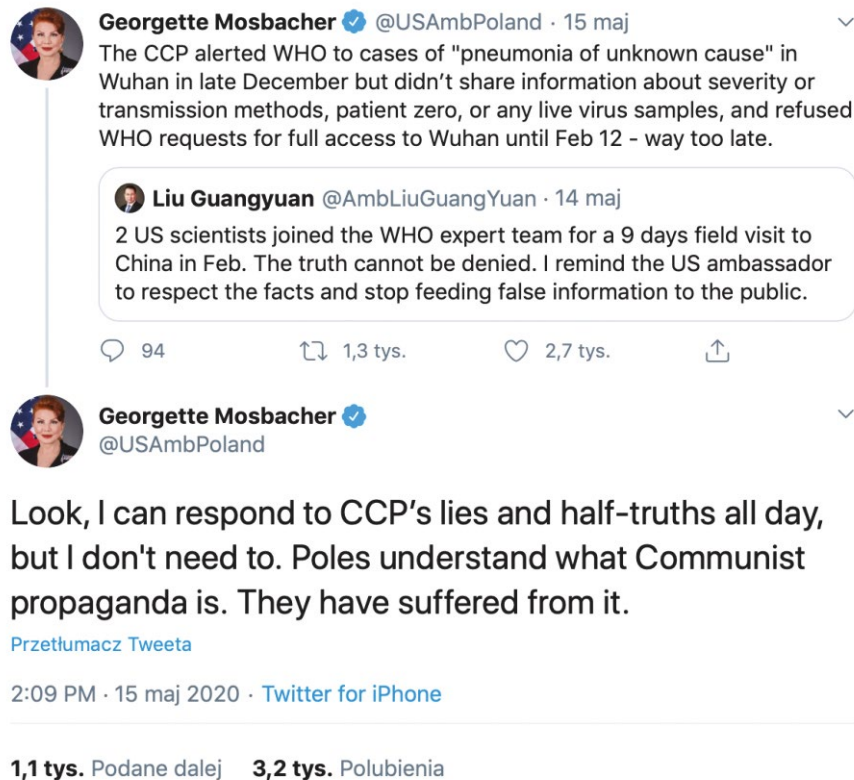 Georgette Mosbacher @USAmbPoland · 15 maj
The CCP alerted WHO to cases of "pneumonia of unknown cause" in
Wuhan in late December but didn’t share information about severity or
transmission methods, patient zero, or any live virus samples, and refused
WHO requests for full access to Wuhan until Feb 12 - way too late.
Liu Guangyuan @AmbLiuGuangYuan · 14 maj
2 US scientists joined the WHO expert team for a 9 days field visit to
China in Feb. The truth cannot be denied. I remind the US ambassador
to respect the facts and stop feeding false information to the public.
94 1,3 tys. 2,7 tys.
Georgette Mosbacher
@USAmbPoland
Look, I can respond to CCP’s lies and half-truths all day,
but I don't need to. Poles understand what Communist
propaganda is. They have suffered from it.
Przetłumacz Tweeta
2:09 PM · 15 maj 2020 · Twitter for iPhone
1,1 tys. Podane dalej 3,2 tys. Polubienia